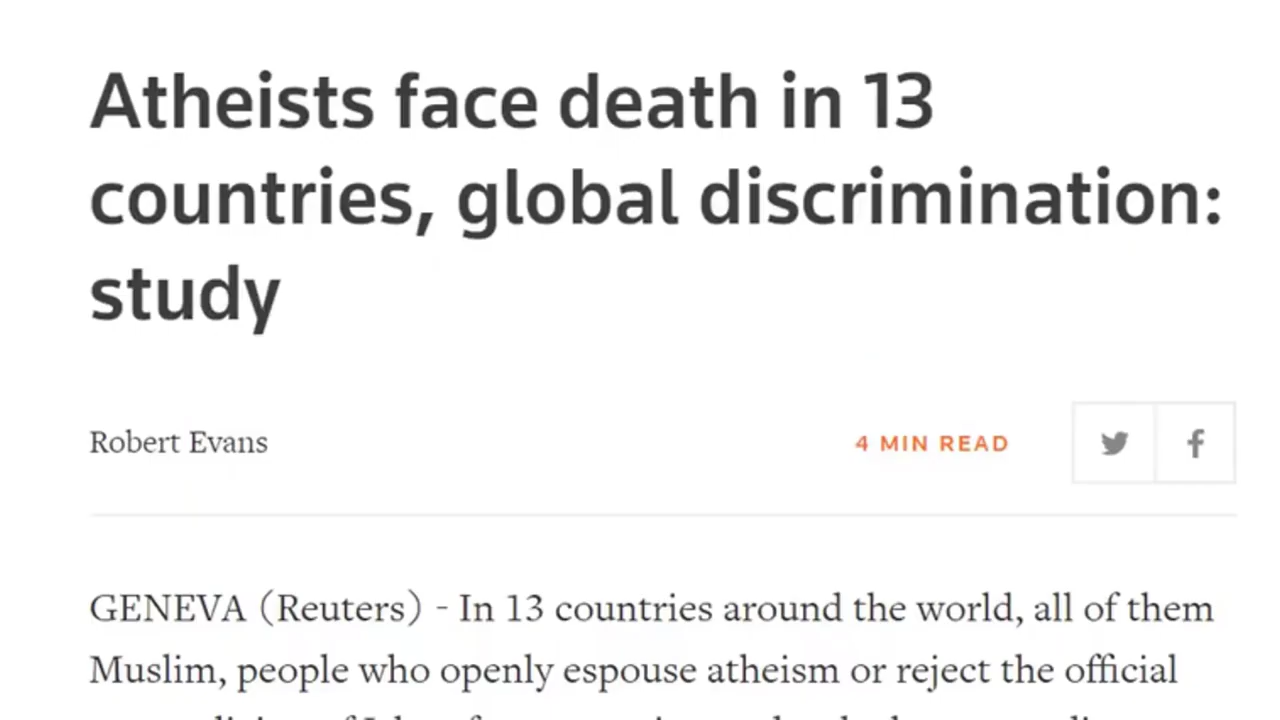 Atheists face death in 13
countries, global discrimination:
study
Robert Evans
4 MIN READ
GENEVA (Reuters) - In 13 countries around the world, all of them
Muslim, people who openly espouse atheism or reject the official